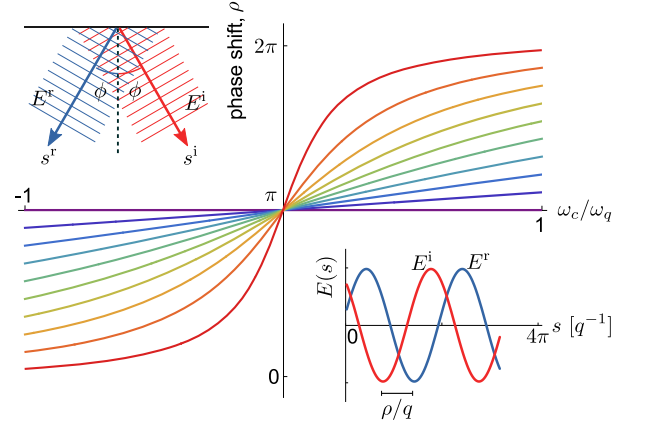 phase shift, ρ
2π
E^r
ϕ
ϕ
E^i
s^r
s^i
-1
π
1
ω_c/ω_q
E(s)
E^i
E^r
0
4π
s [q^{-1}]
0
ρ/q